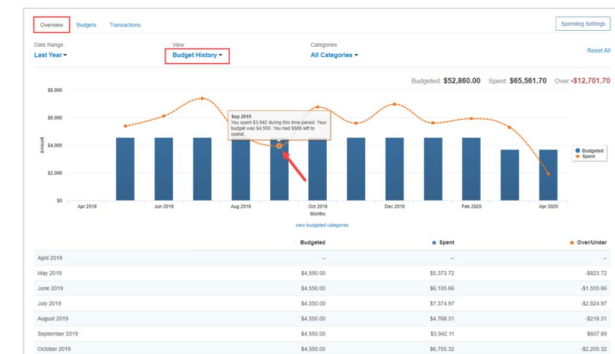 Overview Budgets Transactions Spending Settings
Date Range View Categories
Last Year Budget History All Categories Reset All
Budgeted $52,860.00 Spent $65,561.70 Over -$12,701.70
$8,000
Sep 2019
You spent $3,942 during this time period. Your
budget was $4,550. You had $608 left to
spend.
$6,000
Amount
$4,000
Budgeted
Spent
$2,000
$0
Apr 2019 Jun 2019 Aug 2019 Oct 2019 Dec 2019 Feb 2020 Apr 2020
Months
view budgeted categories
Budgeted Spent Over/Under
April 2019 -- -- --
May 2019 $4,550.00 $5,373.72 -$823.72
June 2019 $4,550.00 $6,105.66 -$1,555.66
July 2019 $4,550.00 $7,374.97 -$2,824.97
August 2019 $4,550.00 $4,768.31 -$218.31
September 2019 $4,550.00 $3,942.11 $607.89
October 2019 $4,550.00 $6,755.32 -$2,205.32